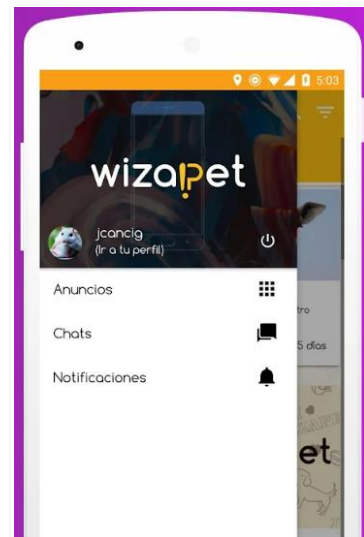 5:03
wizapet
jcancig
(Ir a tu perfil)
Anuncios
tro
Chats
5 días
Notificaciones
et